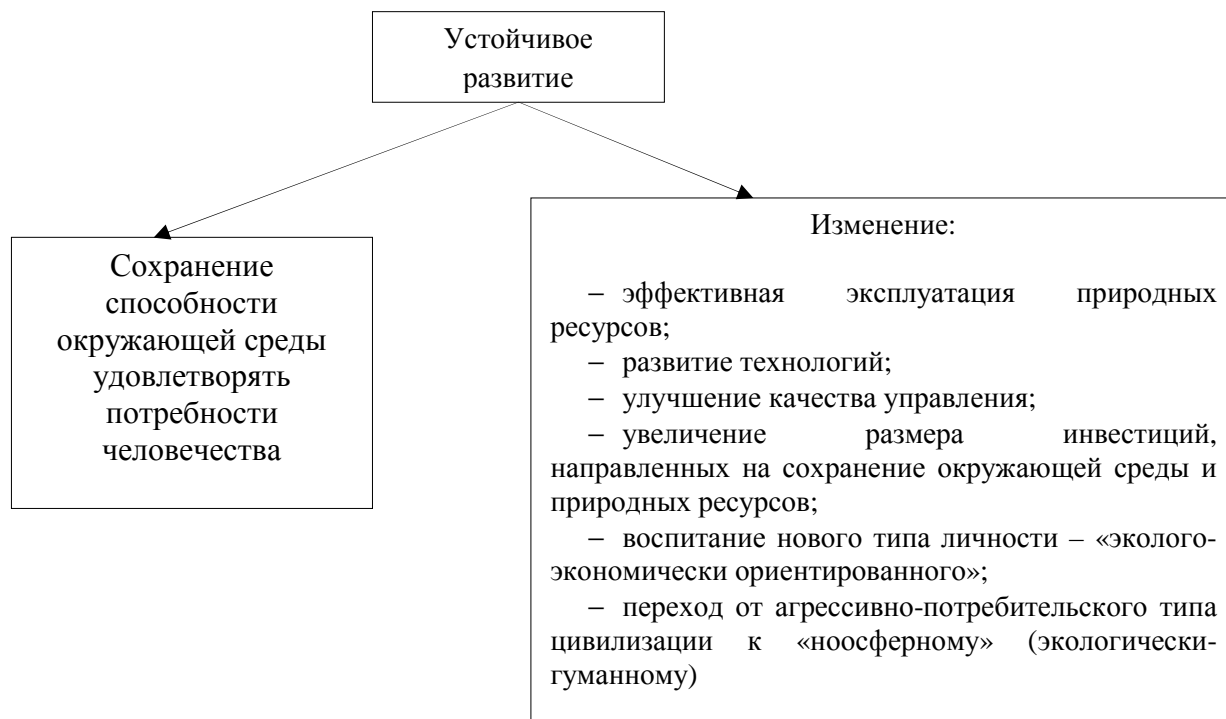 Устойчивое
развитие
Сохранение
способности
окружающей среды
удовлетворять
потребности
человечества
Изменение:
− эффективная эксплуатация природных
ресурсов;
− развитие технологий;
− улучшение качества управления;
− увеличение размера инвестиций,
направленных на сохранение окружающей среды и
природных ресурсов;
− воспитание нового типа личности – «эколого-
экономически ориентированного»;
− переход от агрессивно-потребительского типа
цивилизации к «ноосферному» (экологически-
гуманному)